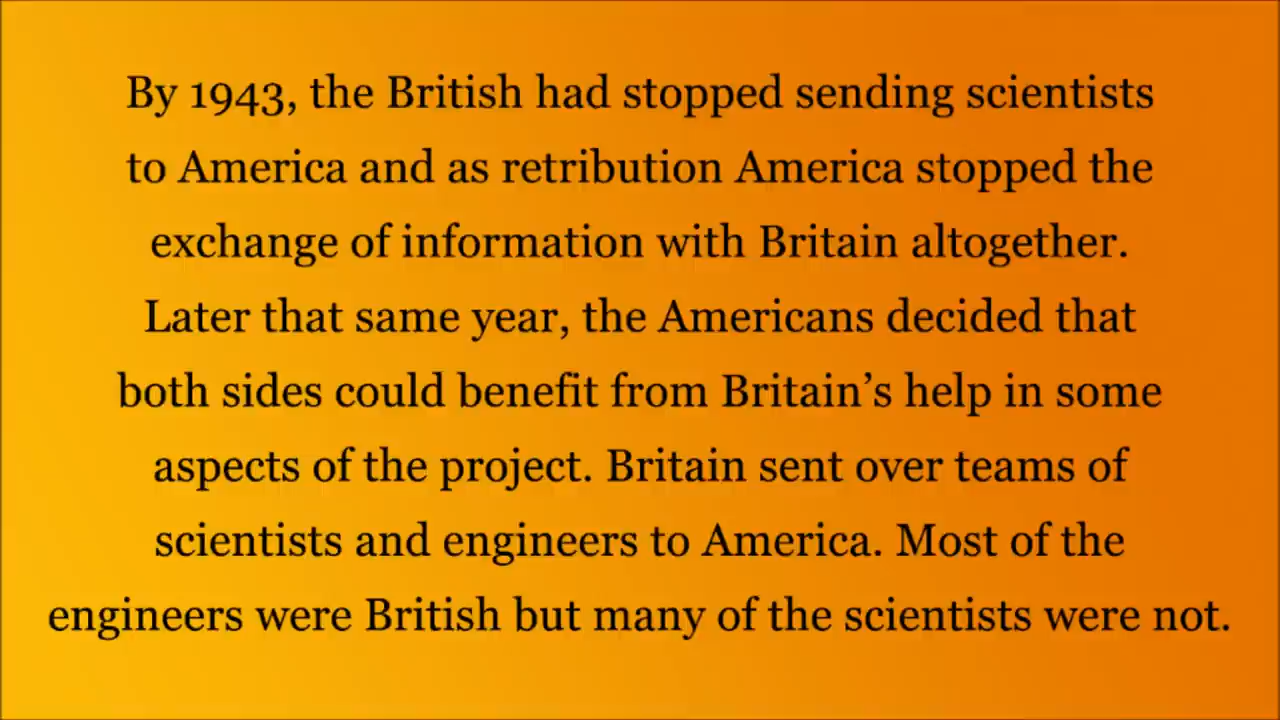 By 1943, the British had stopped sending scientists
to America and as retribution America stopped the
exchange of information with Britain altogether.
Later that same year, the Americans decided that
both sides could benefit from Britain’s help in some
aspects of the project. Britain sent over teams of
scientists and engineers to America. Most of the
engineers were British but many of the scientists were not.